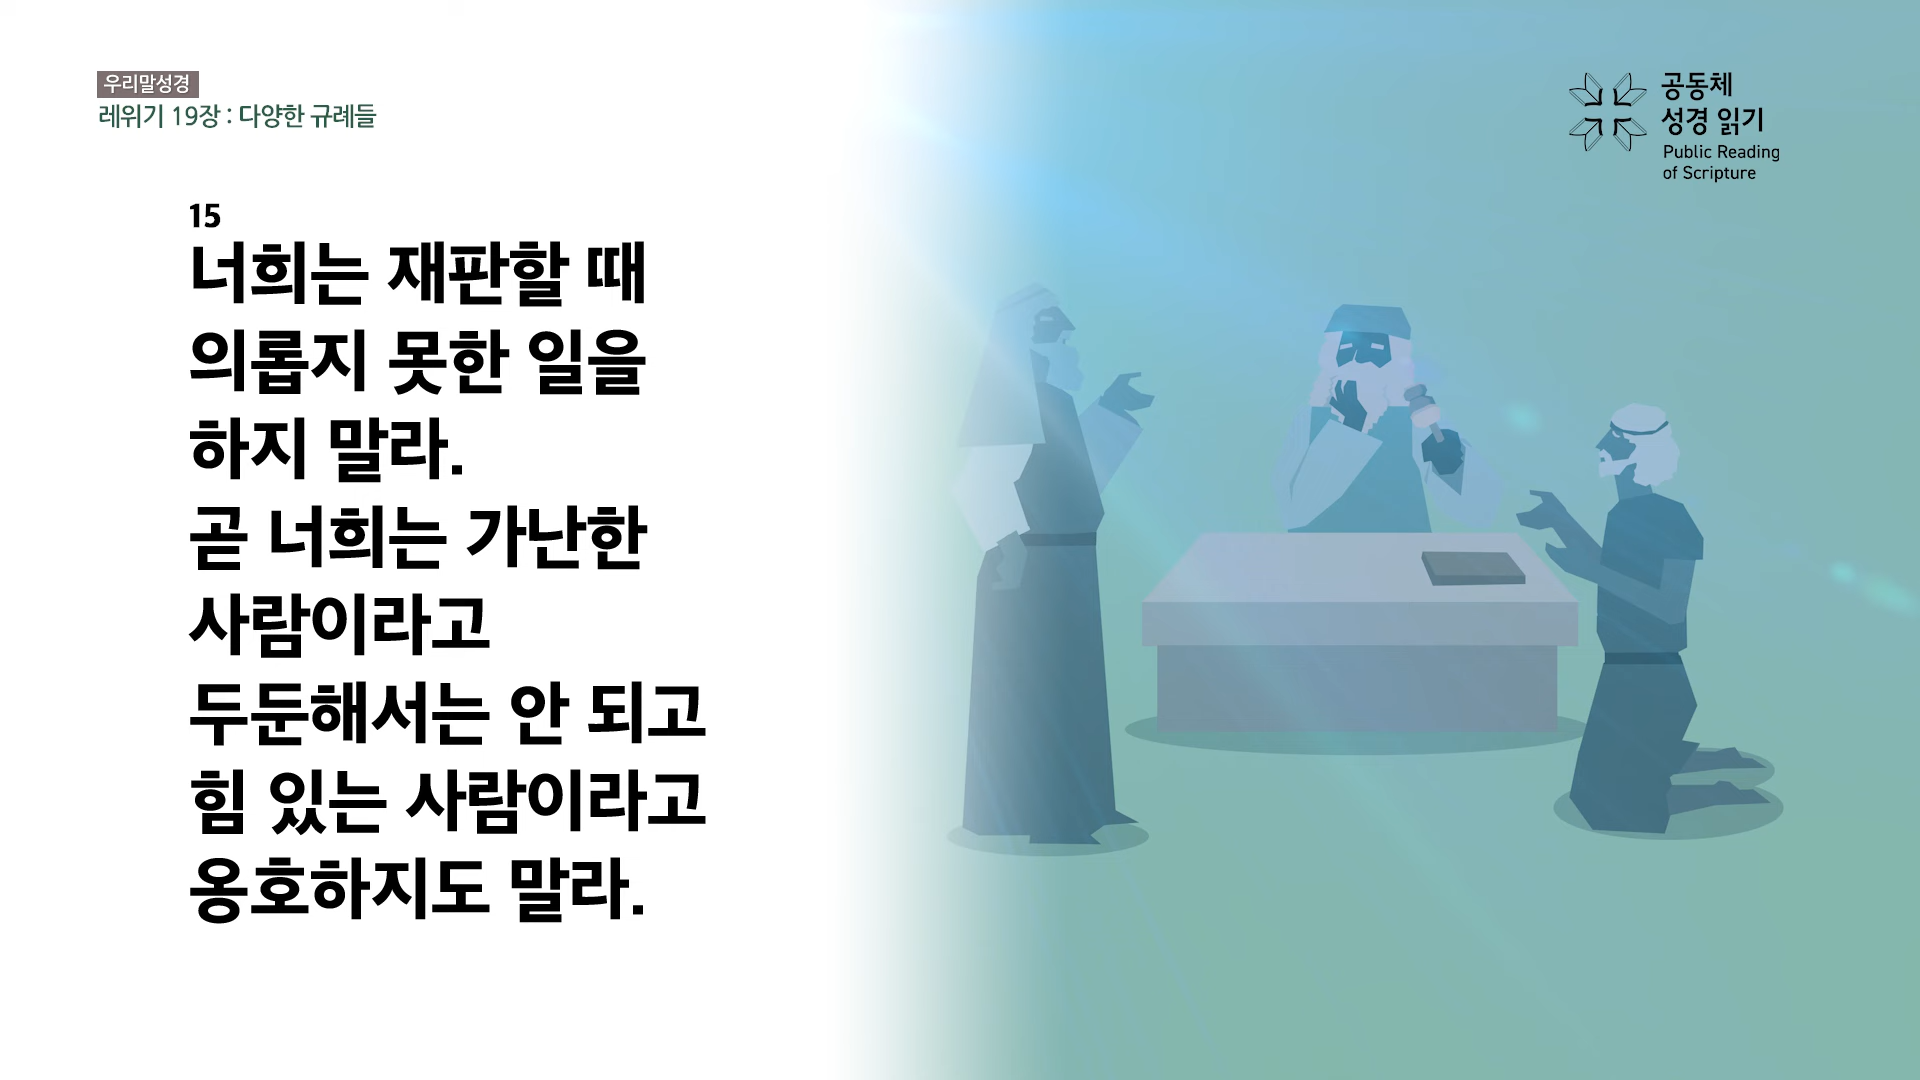 우리말성경
레위기 19장 : 다양한 규례들
공동체
성경 읽기
Public Reading
of Scripture
15
너희는 재판할 때
의롭지 못한 일을
하지 말라.
곧 너희는 가난한
사람이라고
두둔해서는 안 되고
힘 있는 사람이라고
옹호하지도 말라.